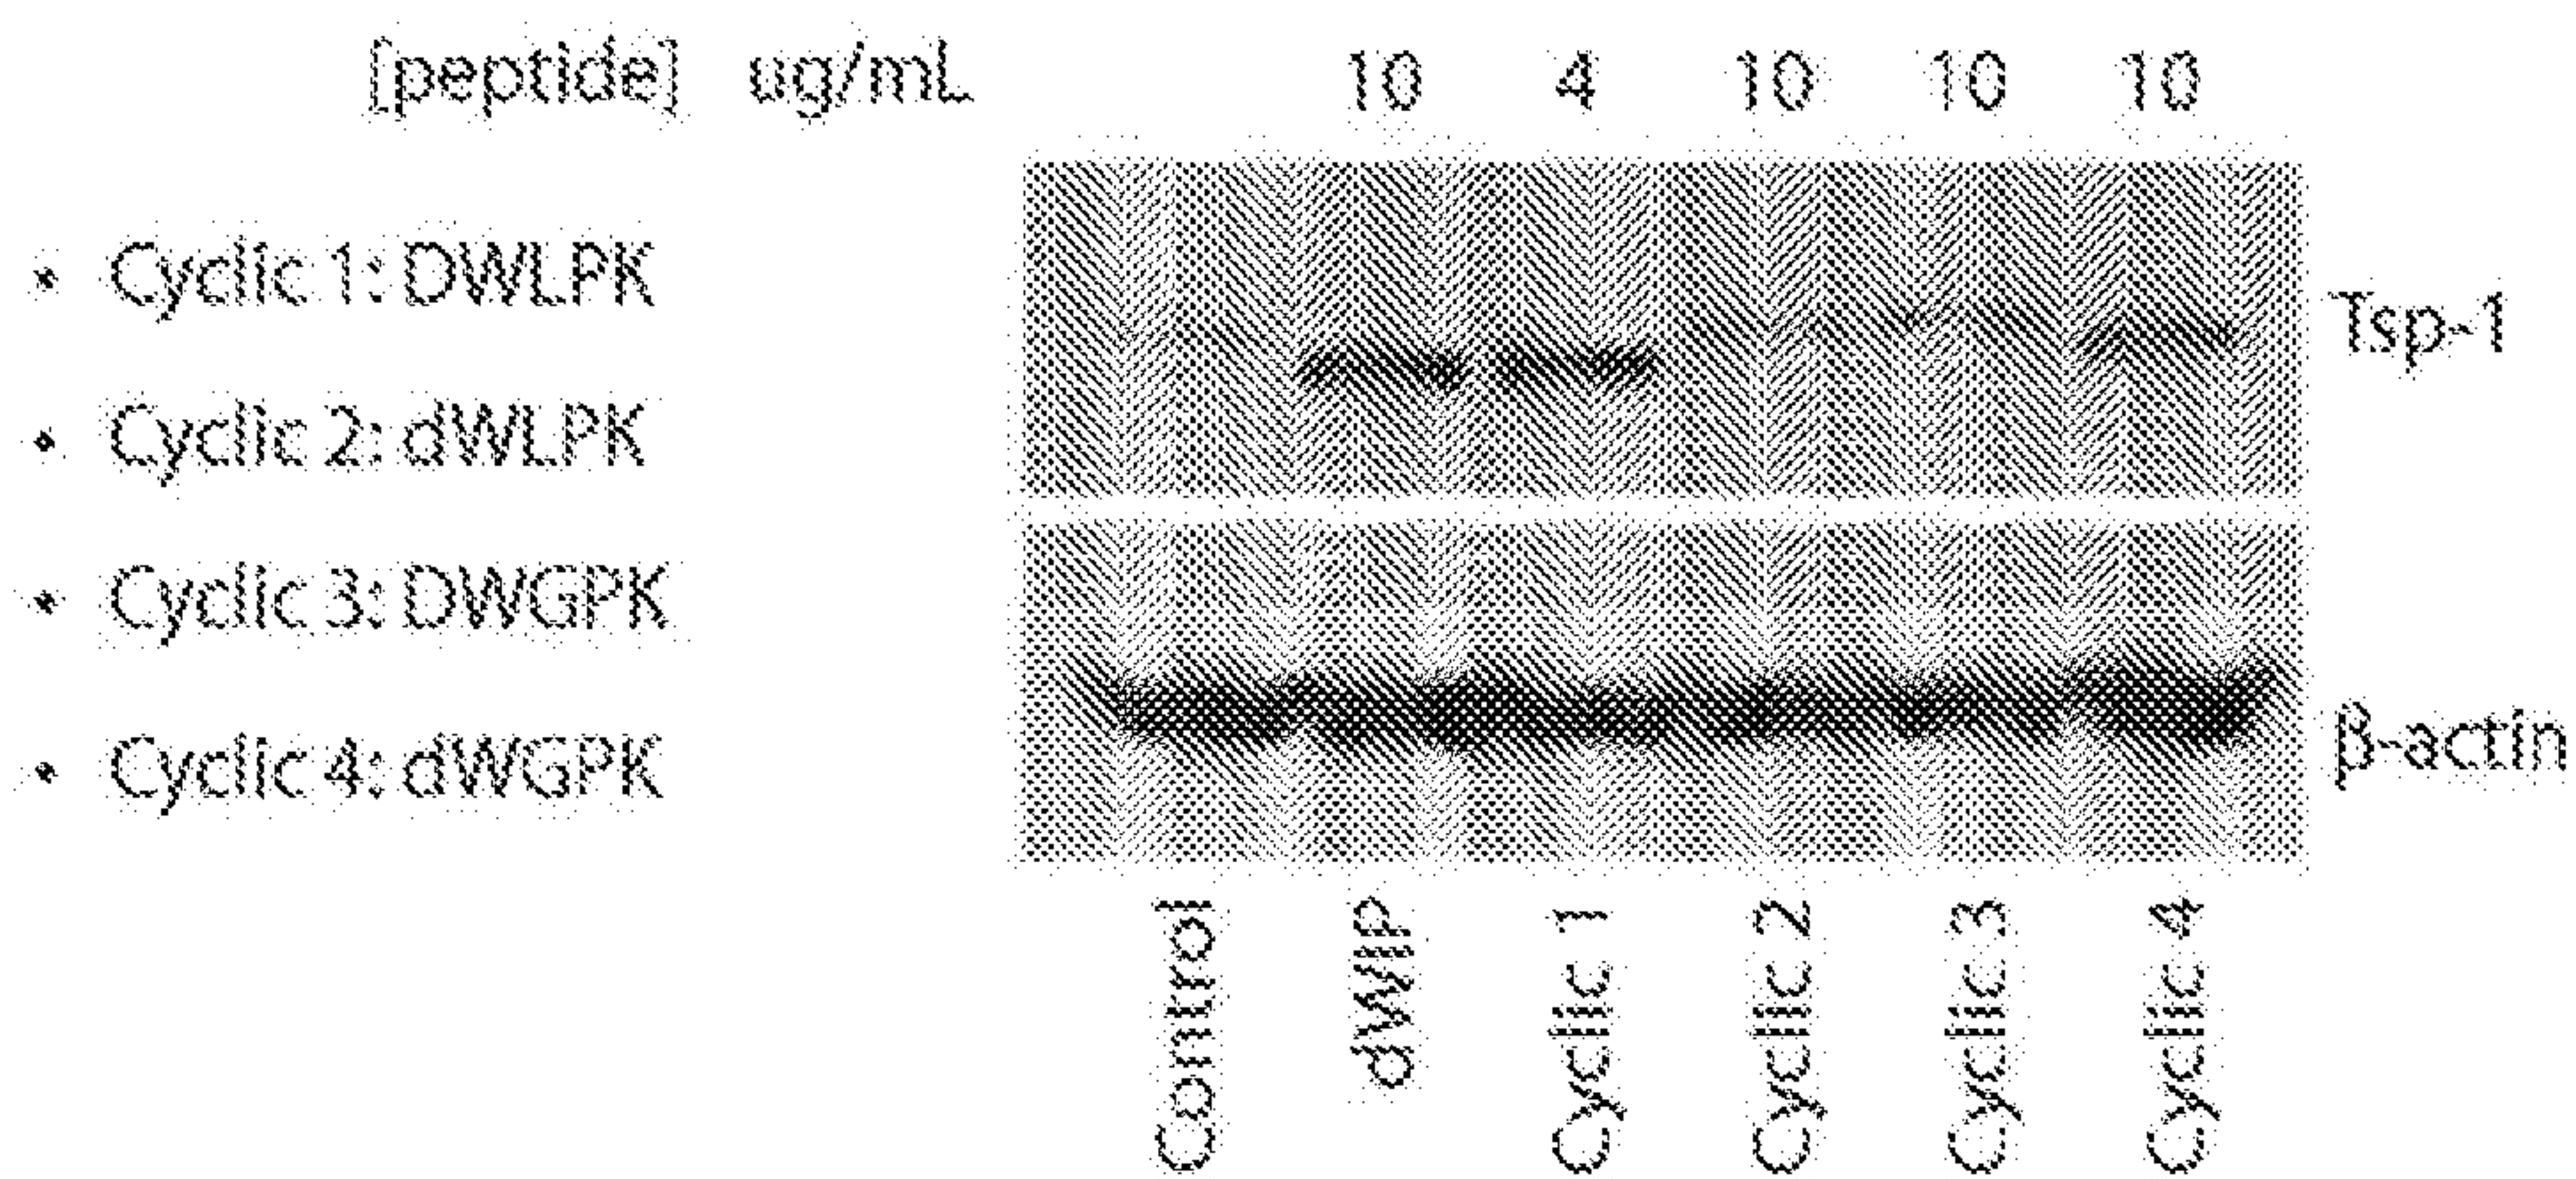 [peptide] ug/mL 10 4 10 10 10
• Cyclic 1: DWLPK
Tsp-1
• Cyclic 2: dWLPK
• Cyclic 3: DWGPK
• Cyclic 4: dWGPK
β-actin
Control
dWlP
Cyclic 1
Cyclic 2
Cyclic 3
Cyclic 4